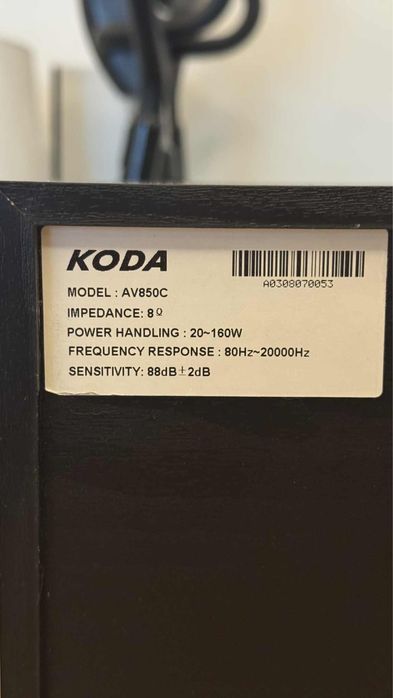 KODA
A0308070053
MODEL : AV850C
IMPEDANCE: 8Ω
POWER HANDLING : 20~160W
FREQUENCY RESPONSE : 80Hz~20000Hz
SENSITIVITY: 88dB±2dB